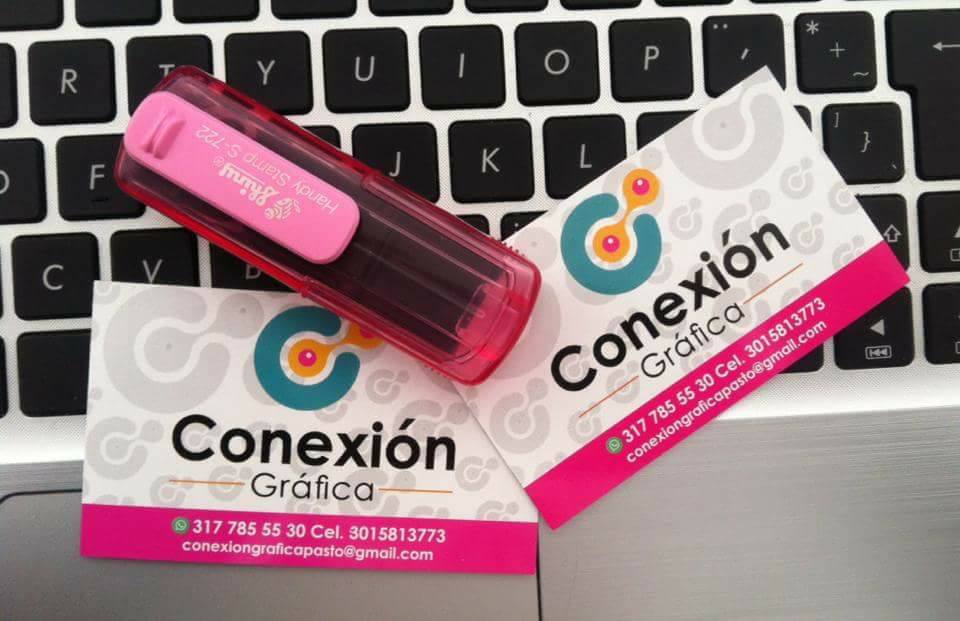 R T Y U I O P
* + ~
D F J K L
] } `
C V B
Shiny®
Handy Stamp S-722
Conexión
Gráfica
317 785 55 30 Cel. 3015813773
conexiongraficapasto@gmail.com
Conexión
Gráfica
317 785 55 30 Cel. 3015813773
conexiongraficapasto@gmail.com